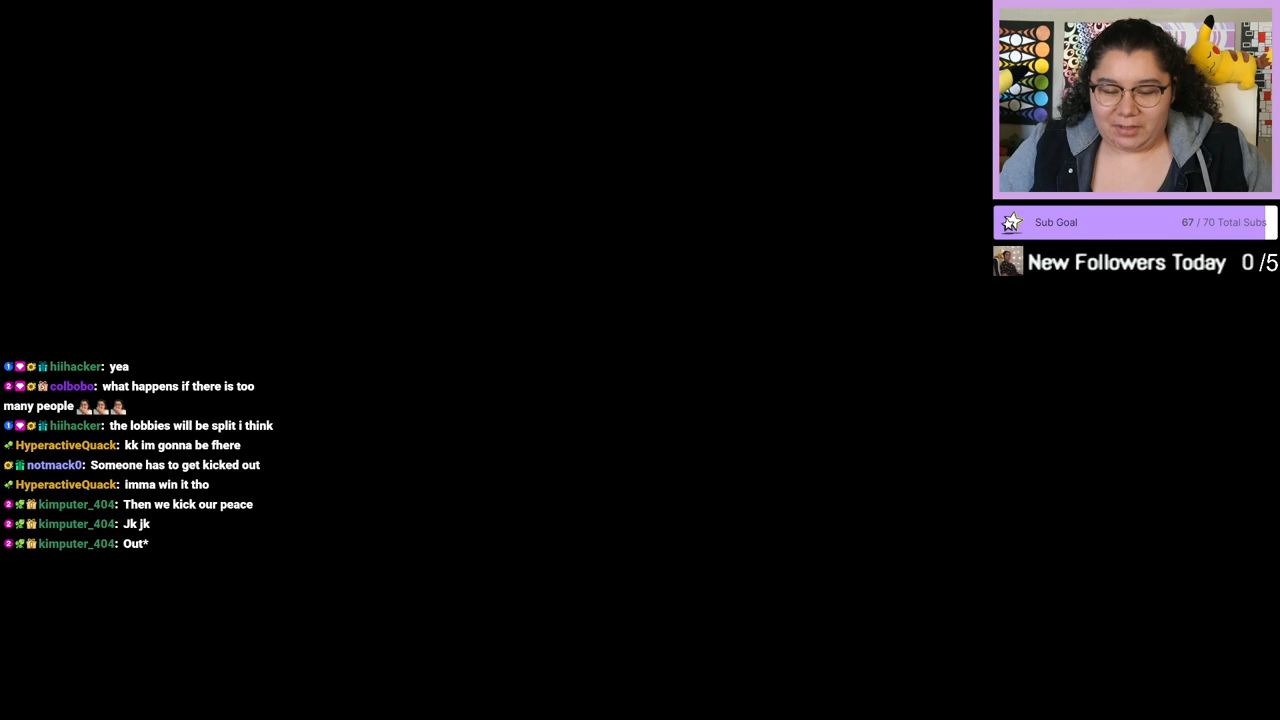 Sub Goal 67 / 70 Total Subs
New Followers Today 0 /5
hiihacker: yea
colbobo: what happens if there is too
many people
hiihacker: the lobbies will be split i think
HyperactiveQuack: kk im gonna be fhere
notmack0: Someone has to get kicked out
HyperactiveQuack: imma win it tho
kimputer_404: Then we kick our peace
kimputer_404: Jk jk
kimputer_404: Out*